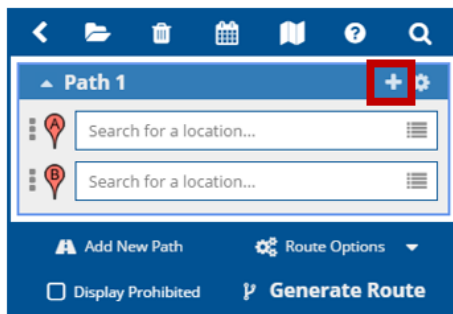 Path 1
A Search for a location...
B Search for a location...
Add New Path Route Options
Display Prohibited Generate Route